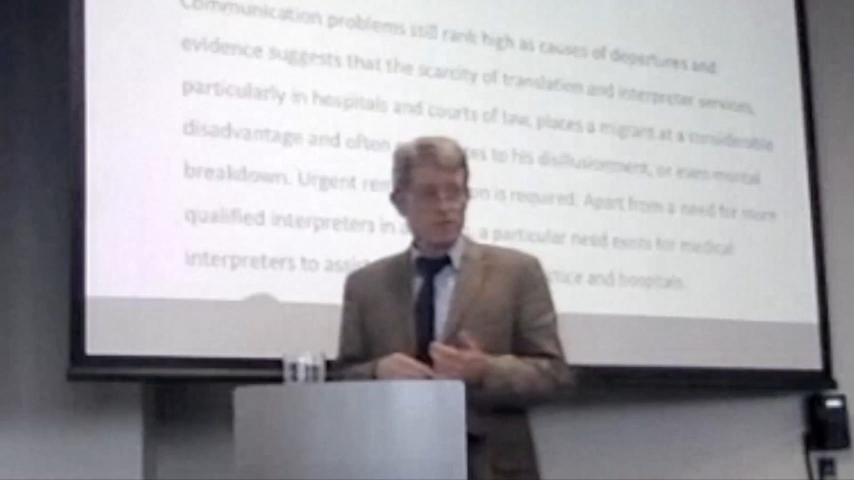 Communication problems still rank high as causes of departures and
evidence suggests that the scarcity of translation and interpreter services,
particularly in hospitals and courts of law, places a migrant at a considerable
disadvantage and often es to his disillusionment, or even mental
breakdown. Urgent on is required. Apart from a need for more
qualified interpreters in a particular need exists for medical
interpreters to assist ctice and hospitals.